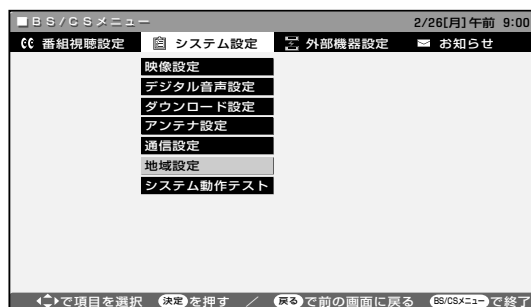 ■BS/CSメニュー 2/26[月]午前 9:00
番組視聴設定 システム設定 外部機器設定 お知らせ
映像設定
デジタル音声設定
ダウンロード設定
アンテナ設定
通信設定
地域設定
システム動作テスト
で項目を選択 決定を押す / 戻るで前の画面に戻る BS/CSメニューで終了